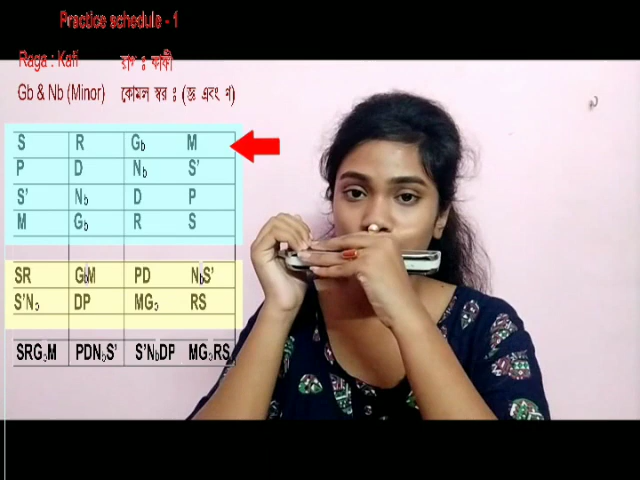 Practice schedule - 1
Raga : Kafi রাগ ঃ কাফী
Gb & Nb (Minor) কোমল স্বর ঃ (জ্ঞ এবং ণ)
S R Gb M
P D Nb S'
S' Nb D P
M Gb R S
SR GbM PD NbS'
S'Nb DP MGb RS
SRGbM PDNbS' S'NbDP MGbRS